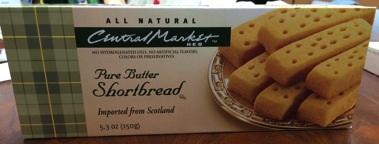 ALL NATURAL
Central Market
H-E-B
NO HYDROGENATED OILS, NO ARTIFICIAL FLAVORS,
COLORS OR PRESERVATIVES
Pure Butter
Shortbread
Imported from Scotland
5.3 OZ (150g)